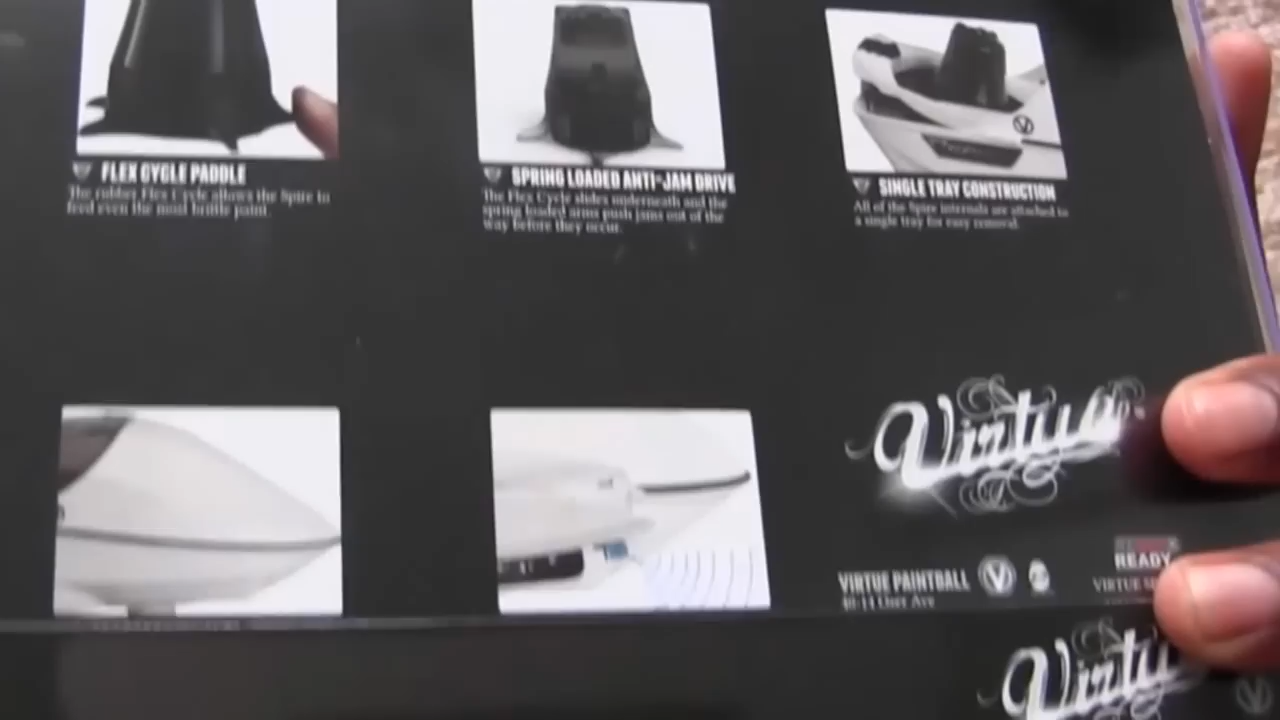 FLEX CYCLE PADDLE
The rubber Flex Cycle allows the Spire to
feed even the most brittle paint.
SPRING LOADED ANTI-JAM DRIVE
The Flex Cycle slides underneath and the
spring loaded arms push jams out of the
way before they occur.
SINGLE TRAY CONSTRUCTION
All of the Spire internals are attached to
a single tray for easy removal.
Virtue
VIRTUE PAINTBALL
READY
VIRTUE
Virtu